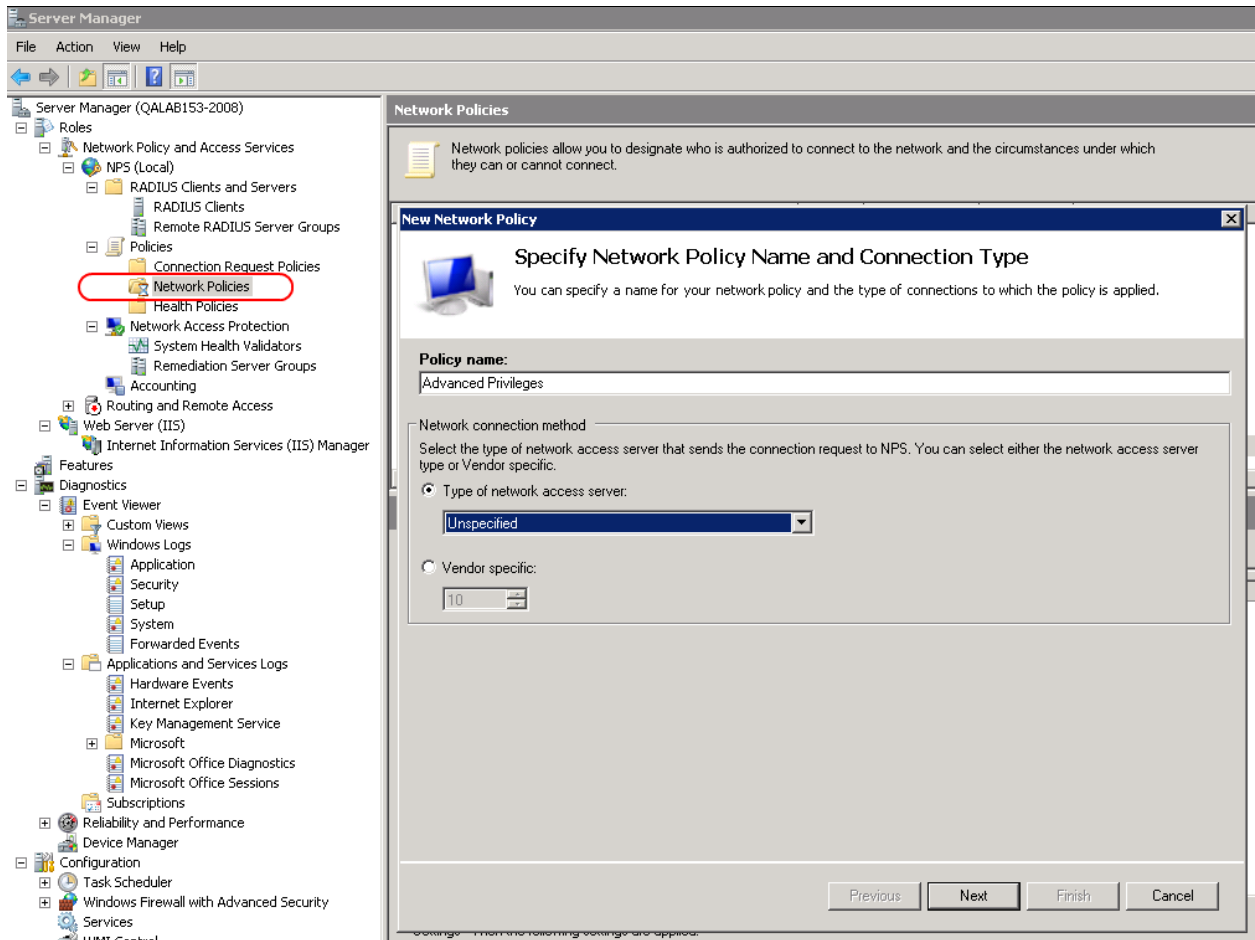 Server Manager
File Action View Help
Server Manager (QALAB153-2008)
Roles
Network Policy and Access Services
NPS (Local)
RADIUS Clients and Servers
RADIUS Clients
Remote RADIUS Server Groups
Policies
Connection Request Policies
Network Policies
Health Policies
Network Access Protection
System Health Validators
Remediation Server Groups
Accounting
Routing and Remote Access
Web Server (IIS)
Internet Information Services (IIS) Manager
Features
Diagnostics
Event Viewer
Custom Views
Windows Logs
Application
Security
Setup
System
Forwarded Events
Applications and Services Logs
Hardware Events
Internet Explorer
Key Management Service
Microsoft
Microsoft Office Diagnostics
Microsoft Office Sessions
Subscriptions
Reliability and Performance
Device Manager
Configuration
Task Scheduler
Windows Firewall with Advanced Security
Services
WMI Control
Network Policies
Network policies allow you to designate who is authorized to connect to the network and the circumstances under which
they can or cannot connect.
New Network Policy
Specify Network Policy Name and Connection Type
You can specify a name for your network policy and the type of connections to which the policy is applied.
Policy name:
Advanced Privileges
Network connection method
Select the type of network access server that sends the connection request to NPS. You can select either the network access server
type or Vendor specific.
Type of network access server:
Unspecified
Vendor specific:
10
Previous Next Finish Cancel